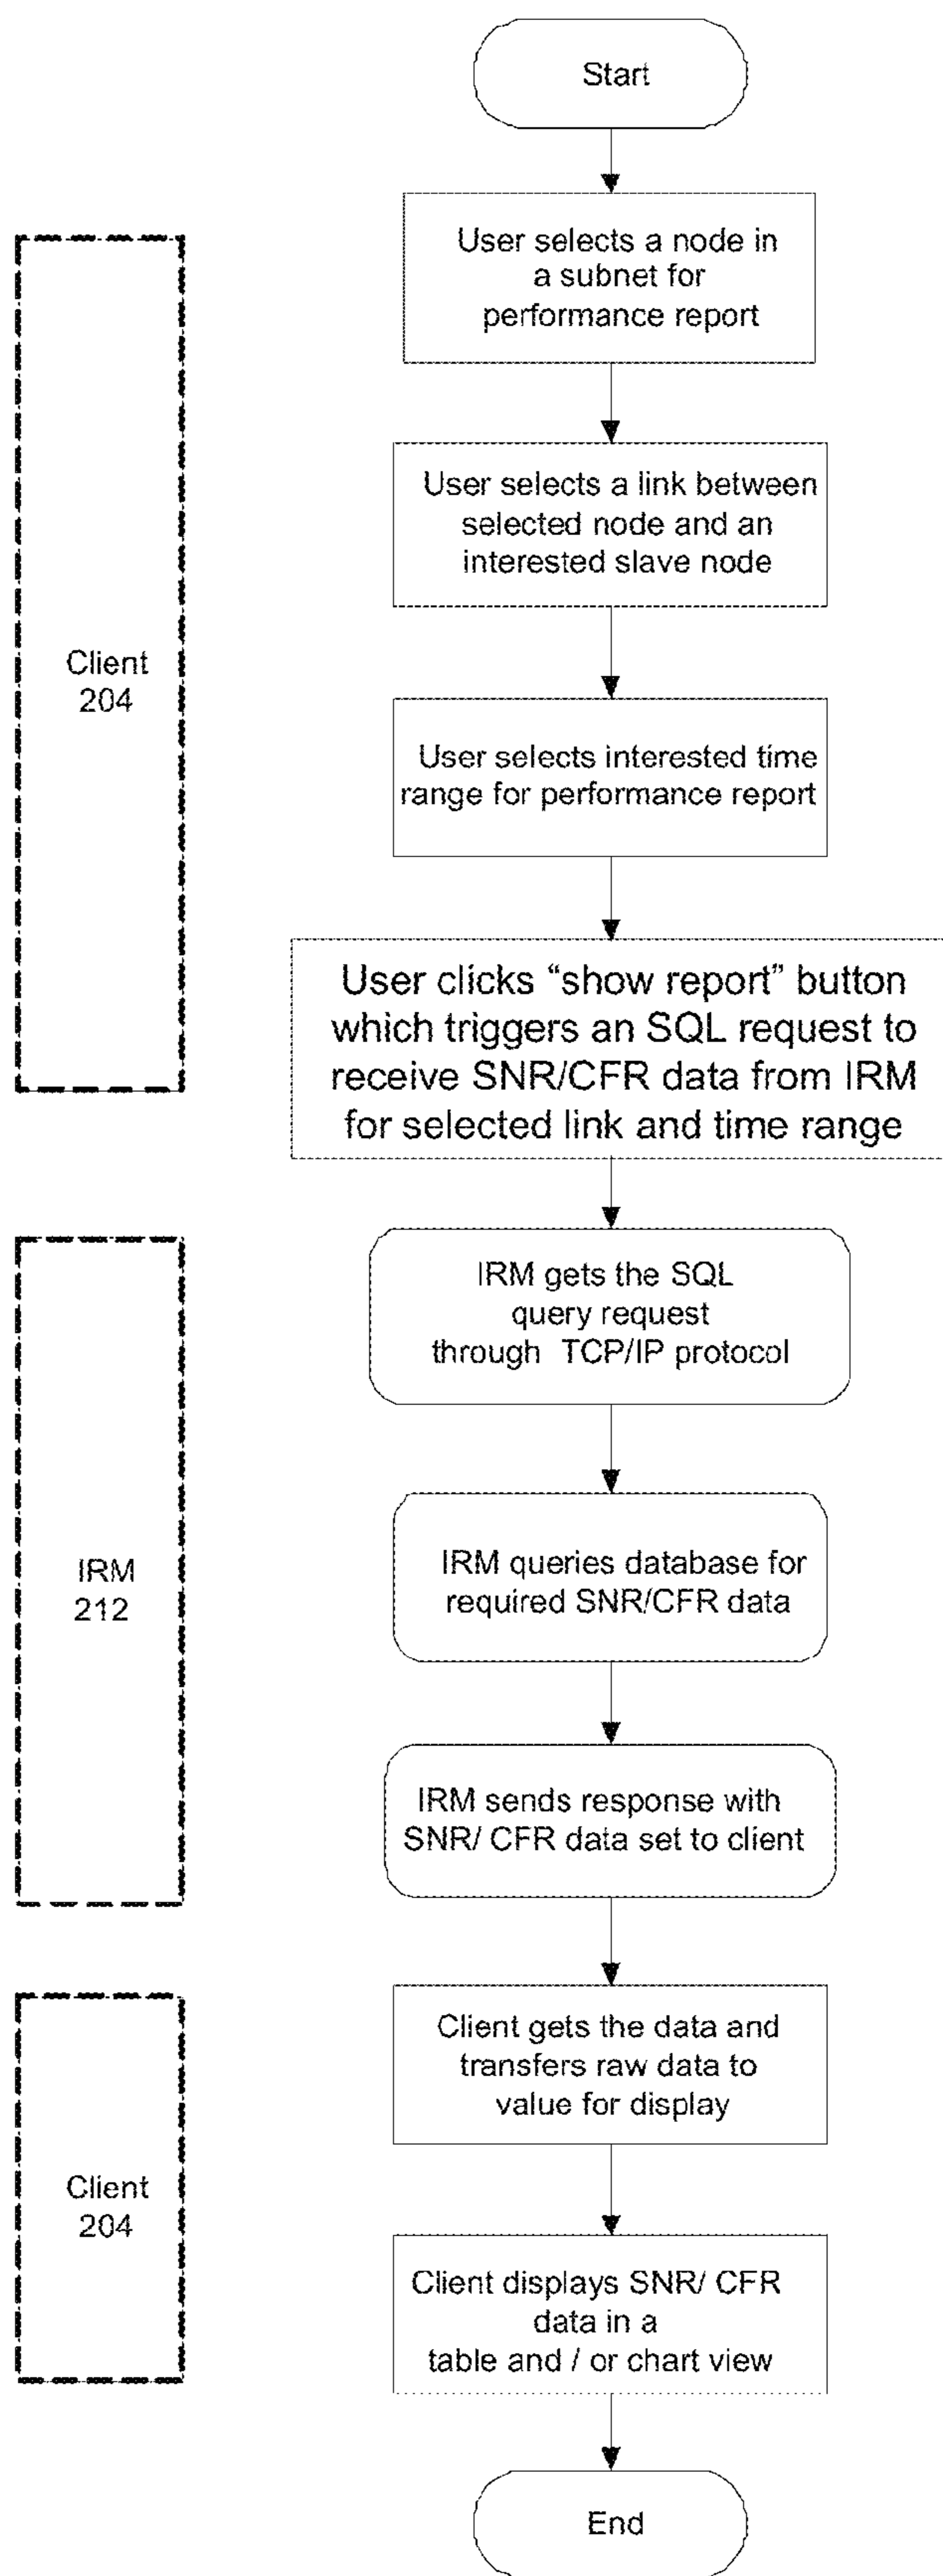 Start
User selects a node in
a subnet for
performance report
User selects a link between
selected node and an
interested slave node
Client
204
User selects interested time
range for performance report
User clicks “show report” button
which triggers an SQL request to
receive SNR/CFR data from IRM
for selected link and time range
IRM gets the SQL
query request
through TCP/IP protocol
IRM queries database for
required SNR/CFR data
IRM
212
IRM sends response with
SNR/ CFR data set to client
Client gets the data and
transfers raw data to
value for display
Client
204
Client displays SNR/ CFR
data in a
table and / or chart view
End